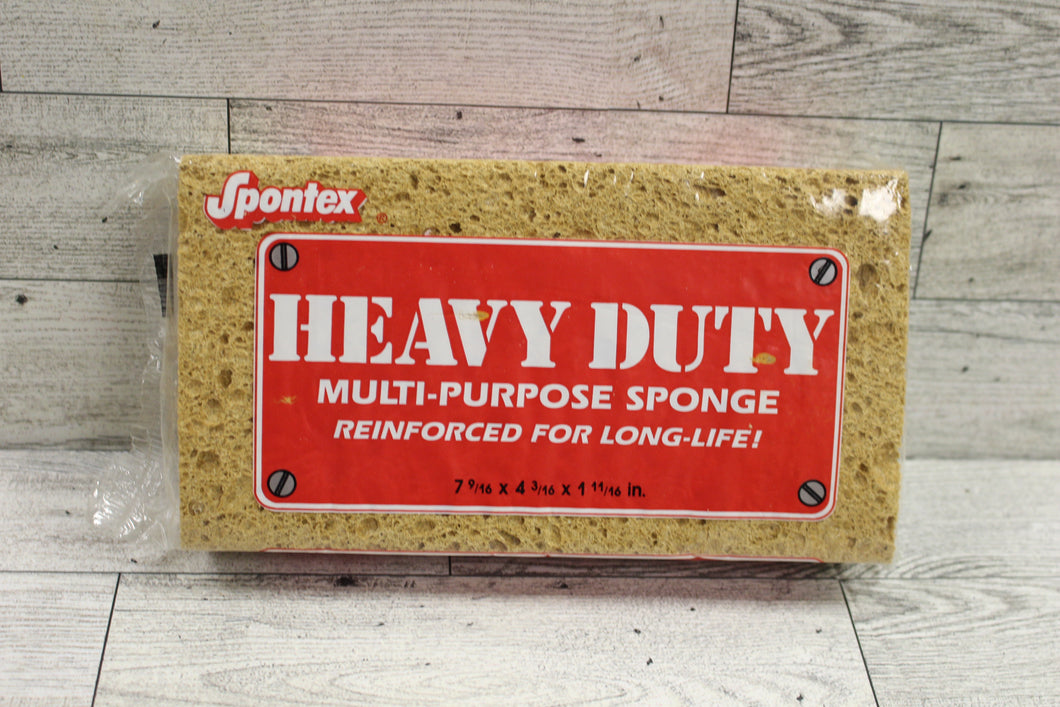 Spontex®
HEAVY DUTY
MULTI-PURPOSE SPONGE
REINFORCED FOR LONG-LIFE!
7 9/16 x 4 3/16 x 1 11/16 in.